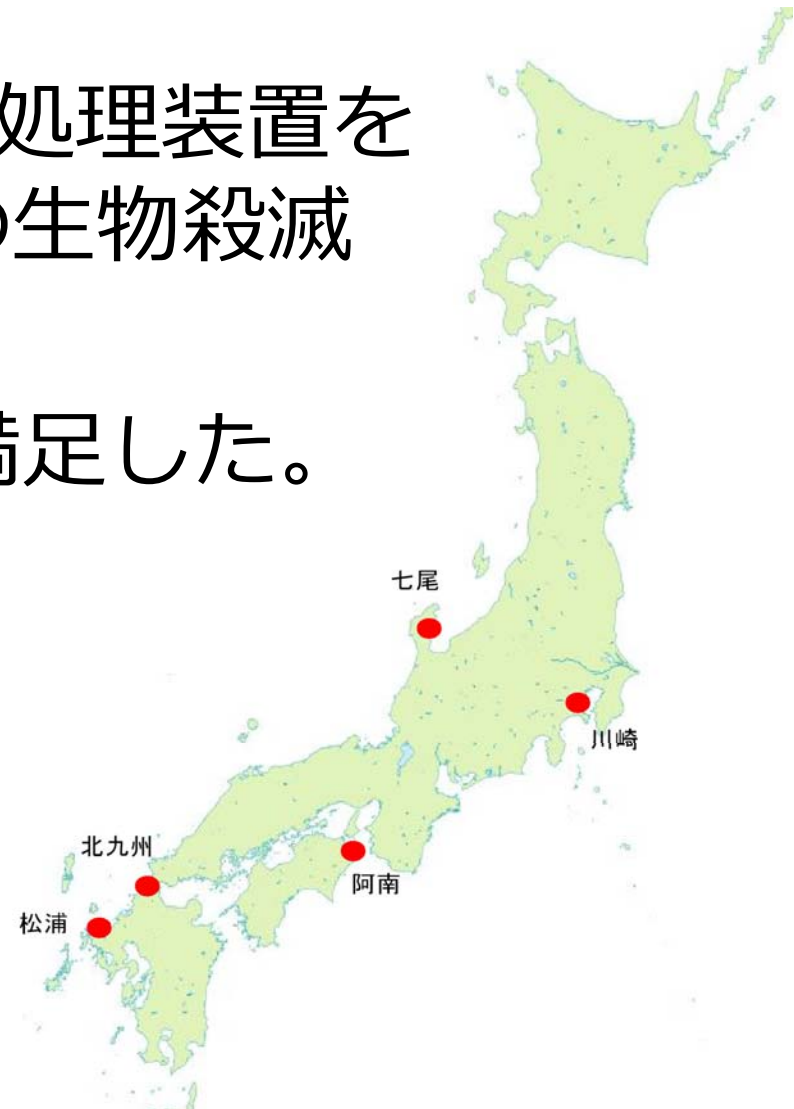 処理装置を
の生物殺滅
満足した。
七尾
川崎
北九州
阿南
松浦